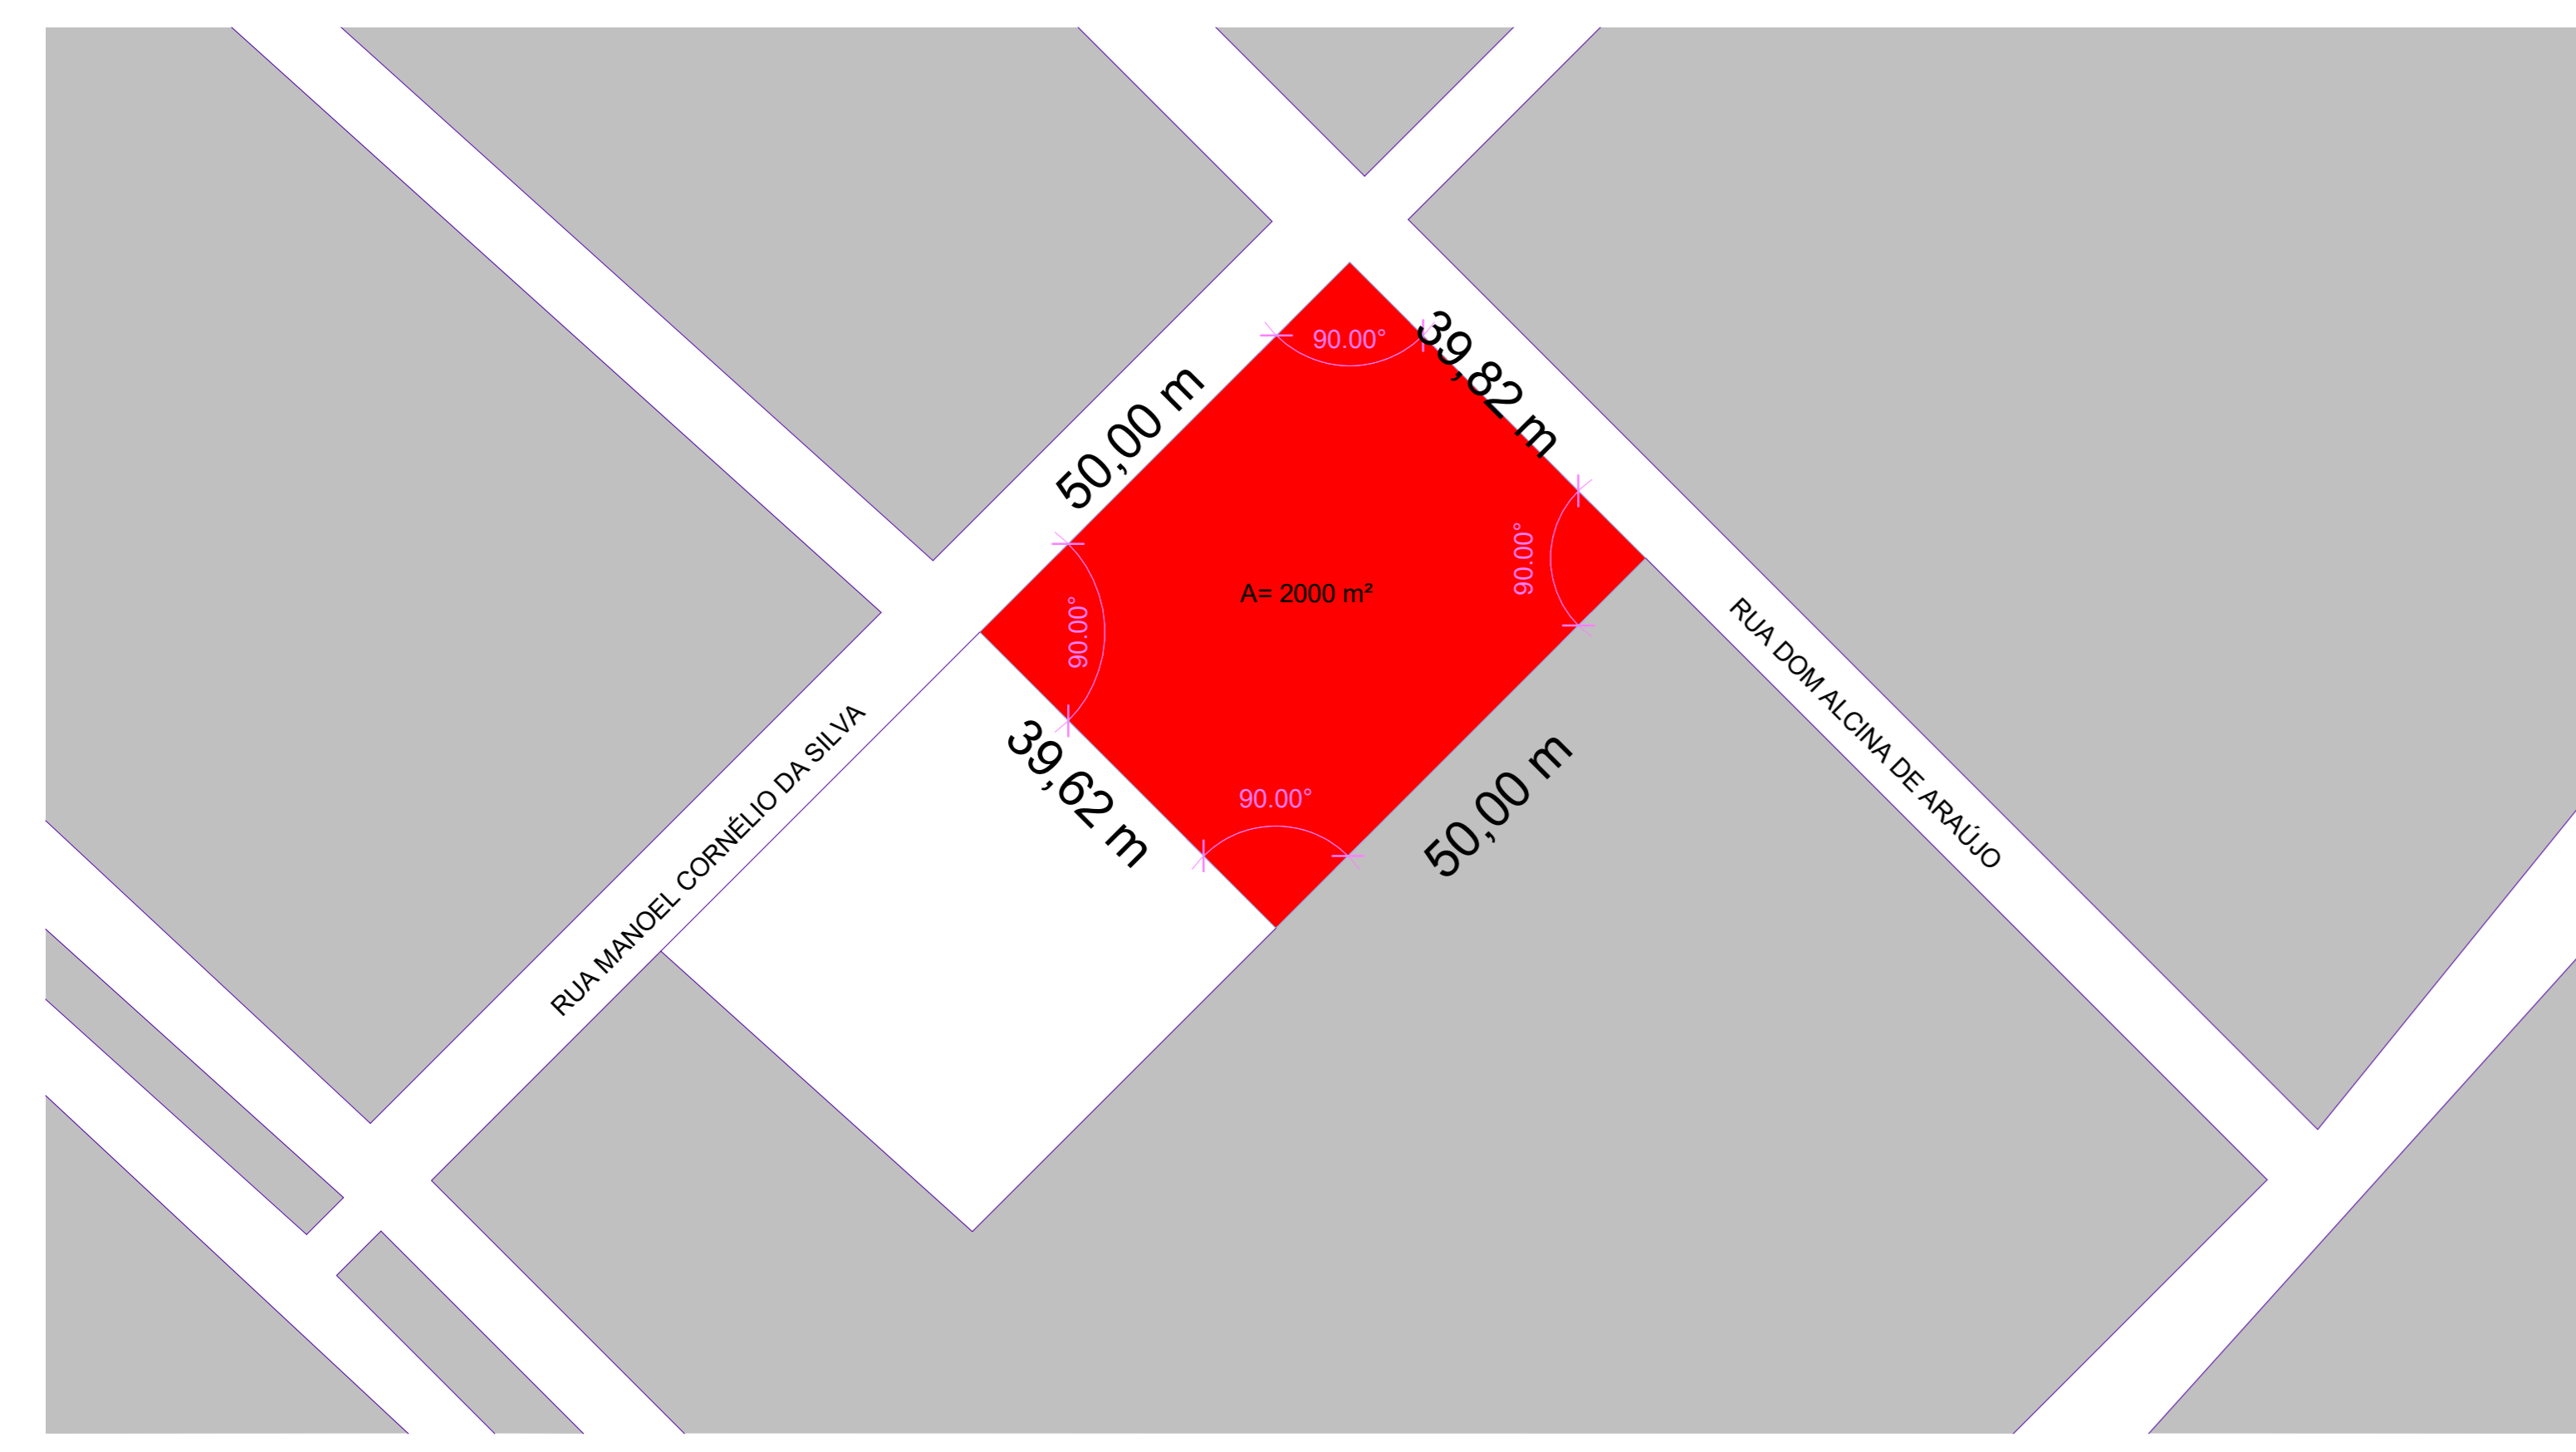 90.00°
39,82 m
50,00 m
90.00°
A= 2000 m²
90.00°
RUA DOM ALCINA DE ARAÚJO
RUA MANOEL CORNÉLIO DA SILVA
39,62 m
90.00°
50,00 m